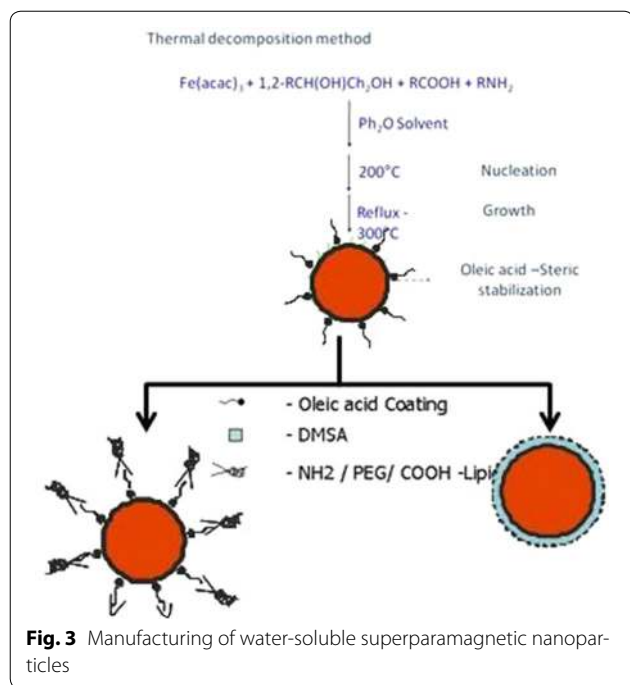 Thermal decomposition method
Fe(acac)₃ + 1,2-RCH(OH)Ch₂OH + RCOOH + RNH₂
Ph₂O Solvent
200°C Nucleation
Reflux - Growth
300°C
Oleic acid –Steric
stabilization
- Oleic acid Coating
- DMSA
- NH2 / PEG/ COOH -Lipi
Fig. 3 Manufacturing of water-soluble superparamagnetic nanopar-
ticles